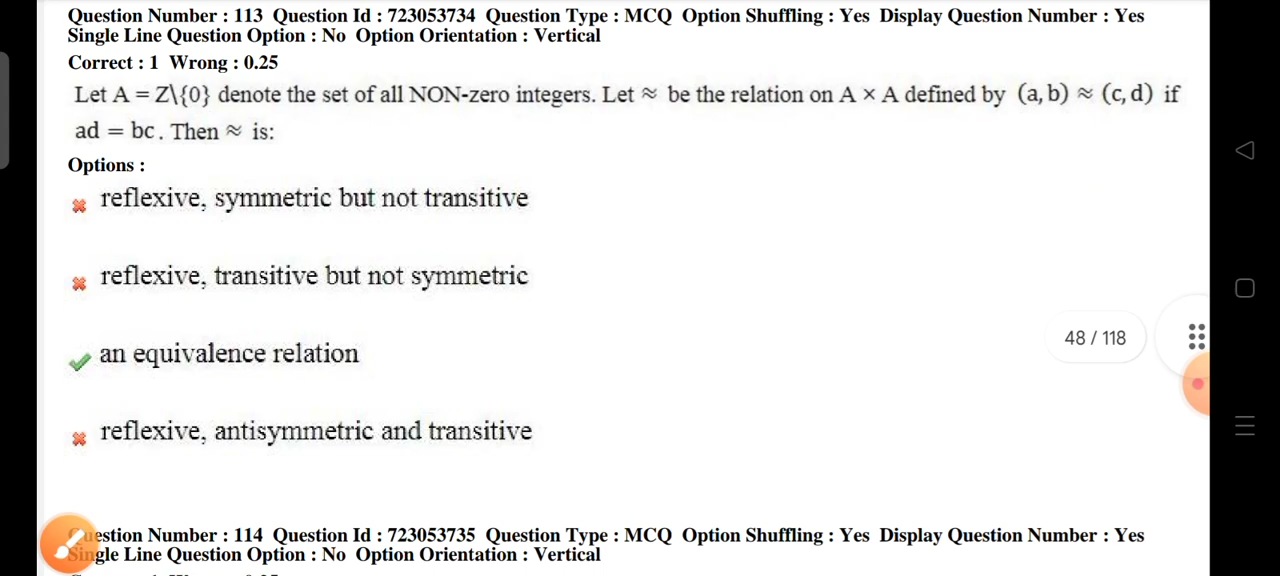 Question Number : 113 Question Id : 723053734 Question Type : MCQ Option Shuffling : Yes Display Question Number : Yes
Single Line Question Option : No Option Orientation : Vertical
Correct : 1 Wrong : 0.25
Let A = Z\{0} denote the set of all NON-zero integers. Let ≈ be the relation on A × A defined by (a, b) ≈ (c, d) if
ad = bc . Then ≈ is:
Options :
reflexive, symmetric but not transitive
reflexive, transitive but not symmetric
48 / 118
an equivalence relation
reflexive, antisymmetric and transitive
Question Number : 114 Question Id : 723053735 Question Type : MCQ Option Shuffling : Yes Display Question Number : Yes
Single Line Question Option : No Option Orientation : Vertical